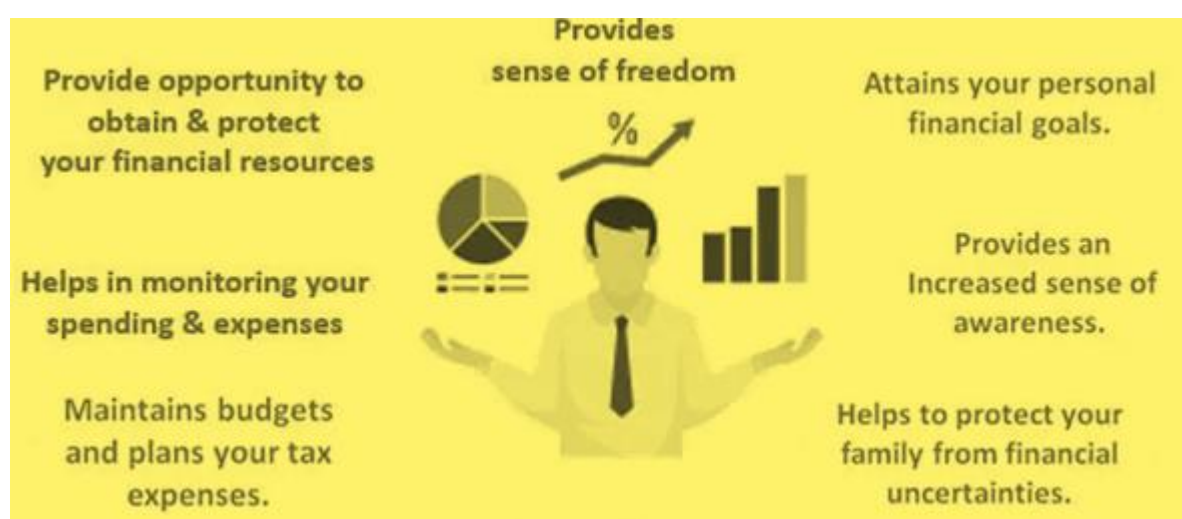 Provides
sense of freedom
Provide opportunity to
obtain & protect
your financial resources
Attains your personal
financial goals.
%
Helps in monitoring your
spending & expenses
Provides an
Increased sense of
awareness.
Maintains budgets
and plans your tax
expenses.
Helps to protect your
family from financial
uncertainties.